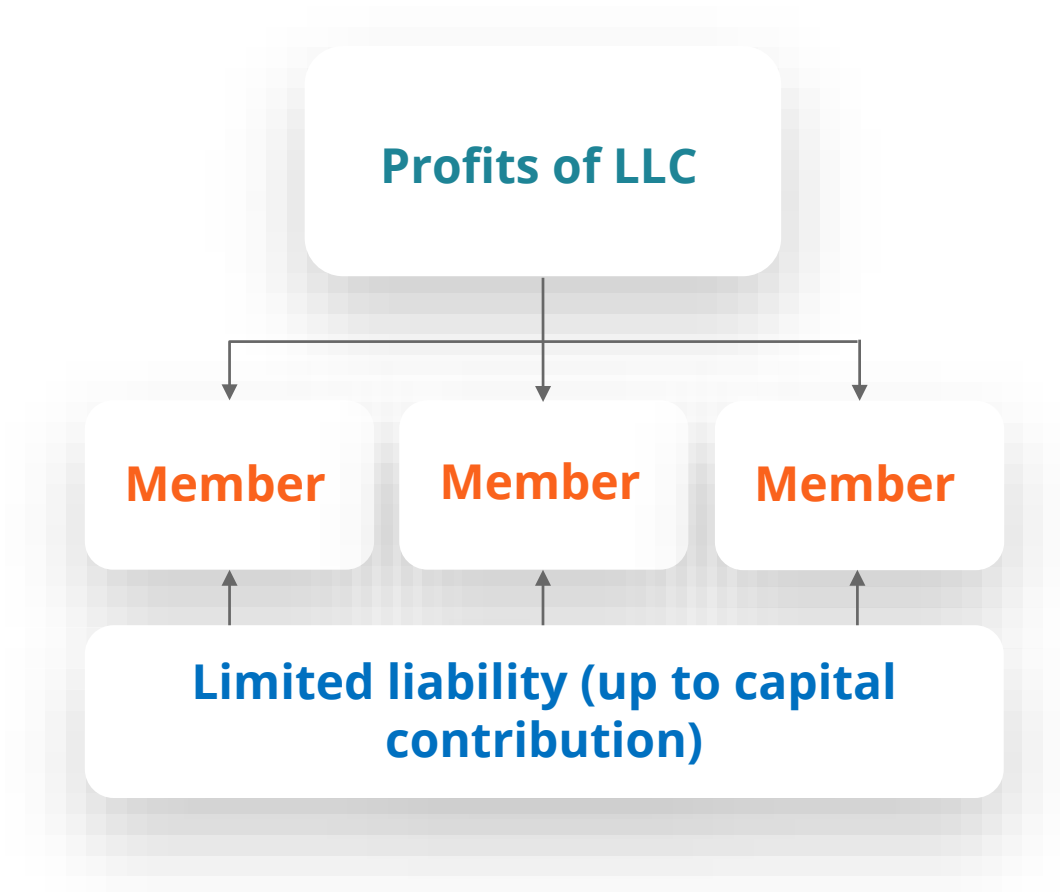 Profits of LLC
Member
Member
Member
Limited liability (up to capital
contribution)